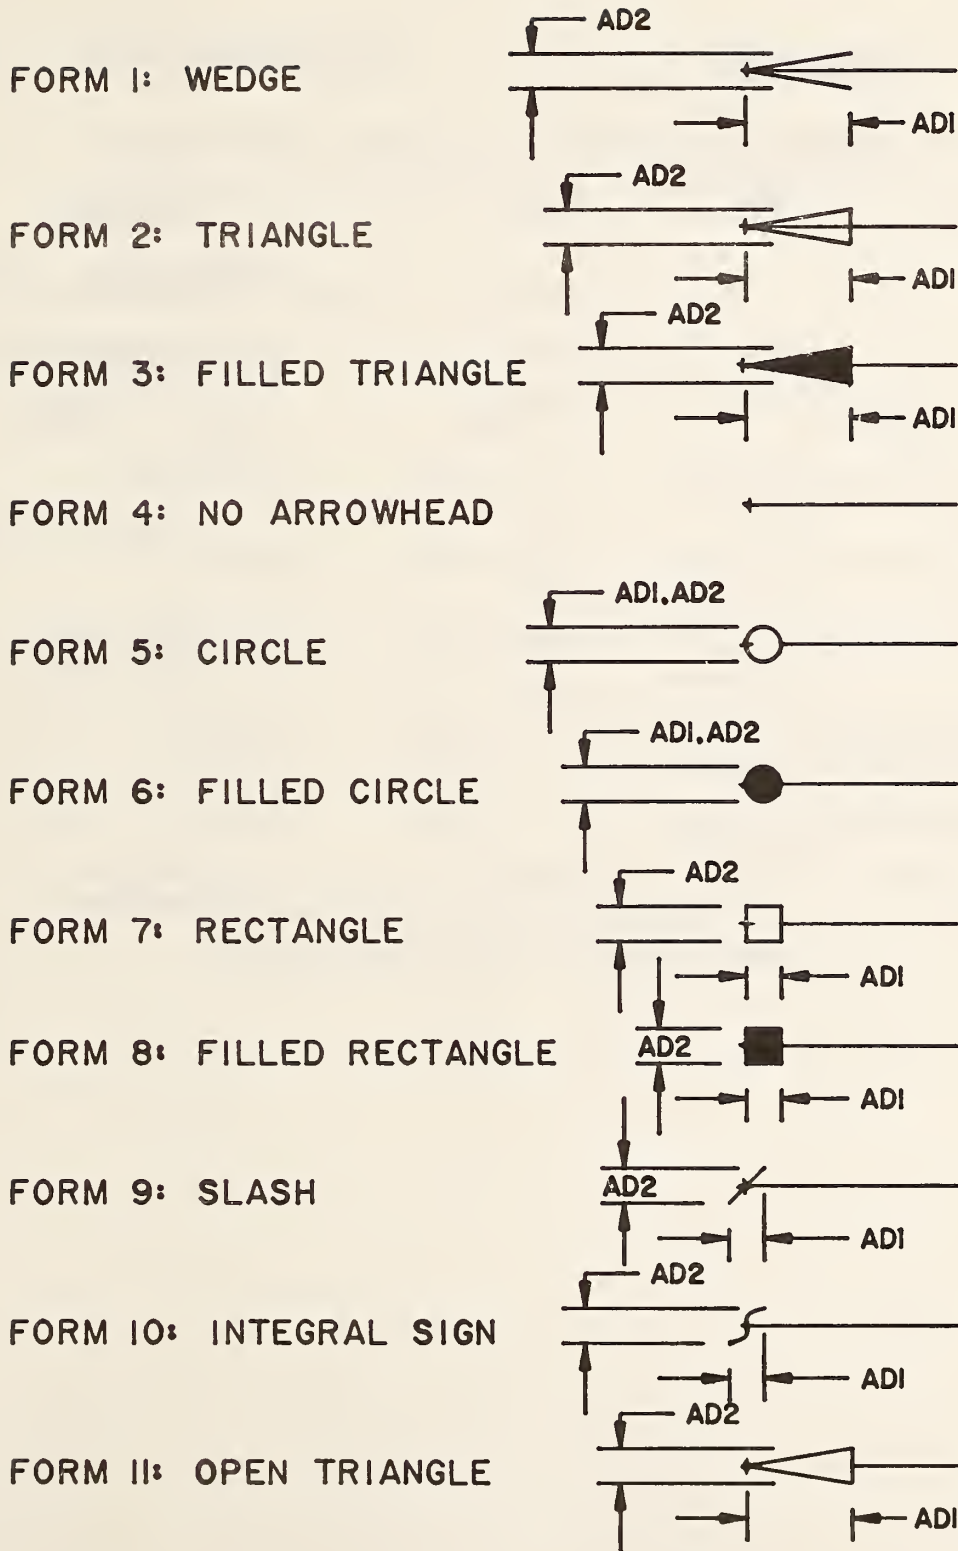 AD2
FORM 1: WEDGE
AD1
AD2
FORM 2: TRIANGLE
AD1
AD2
FORM 3: FILLED TRIANGLE
AD1
FORM 4: NO ARROWHEAD
AD1,AD2
FORM 5: CIRCLE
AD1,AD2
FORM 6: FILLED CIRCLE
AD2
FORM 7: RECTANGLE
AD1
FORM 8: FILLED RECTANGLE AD2
AD1
FORM 9: SLASH AD2
AD1
AD2
FORM 10: INTEGRAL SIGN
AD1
AD2
FORM 11: OPEN TRIANGLE
AD1